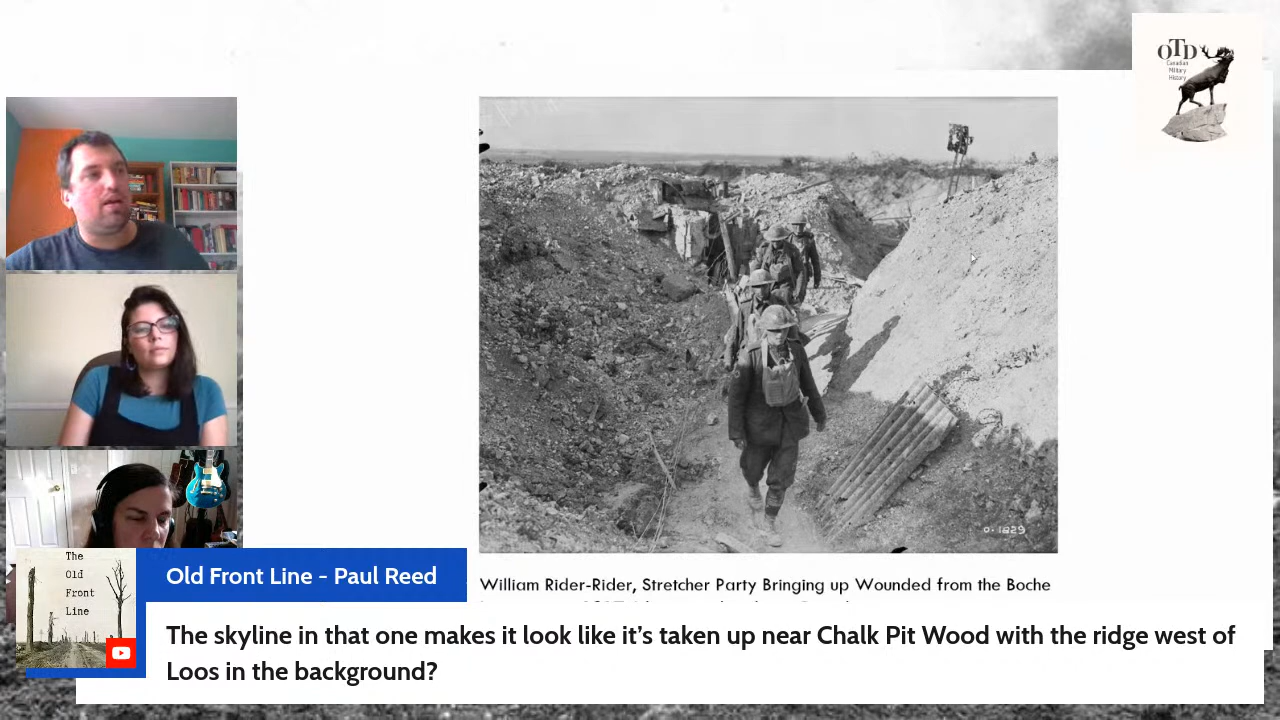 OTD
Canadian
Military
History
0.1829
William Rider-Rider, Stretcher Party Bringing up Wounded from the Boche
The
Old
Front
Line
Old Front Line - Paul Reed
The skyline in that one makes it look like it's taken up near Chalk Pit Wood with the ridge west of
Loos in the background?